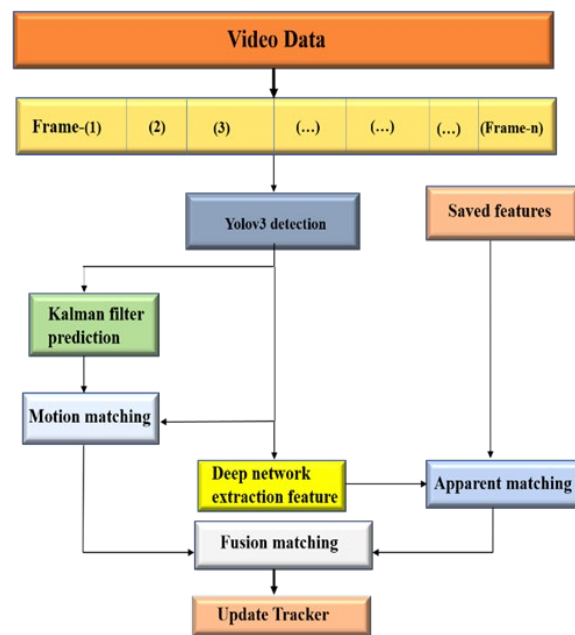 Video Data
Frame-(1) (2) (3) (...) (...) (...) (Frame-n)
Yolov3 detection
Saved features
Kalman filter
prediction
Motion matching
Deep network
extraction feature
Apparent matching
Fusion matching
Update Tracker